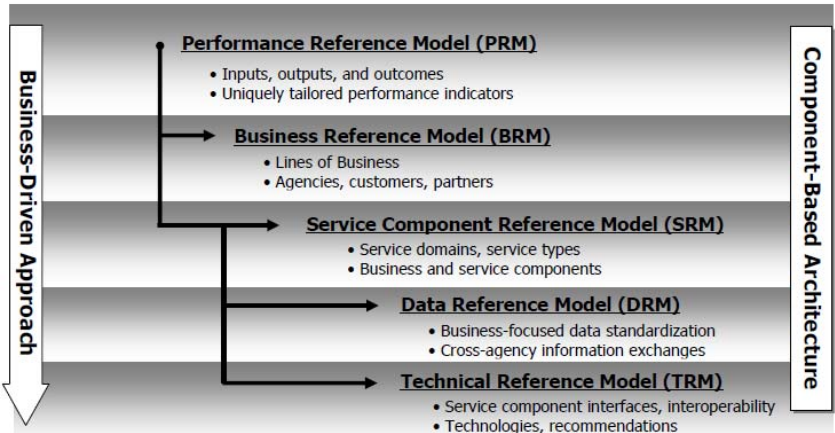 Business-Driven Approach
Performance Reference Model (PRM)
• Inputs, outputs, and outcomes
• Uniquely tailored performance indicators
Business Reference Model (BRM)
• Lines of Business
• Agencies, customers, partners
Service Component Reference Model (SRM)
• Service domains, service types
• Business and service components
Data Reference Model (DRM)
• Business-focused data standardization
• Cross-agency information exchanges
Technical Reference Model (TRM)
• Service component interfaces, interoperability
• Technologies, recommendations
Component-Based Architecture